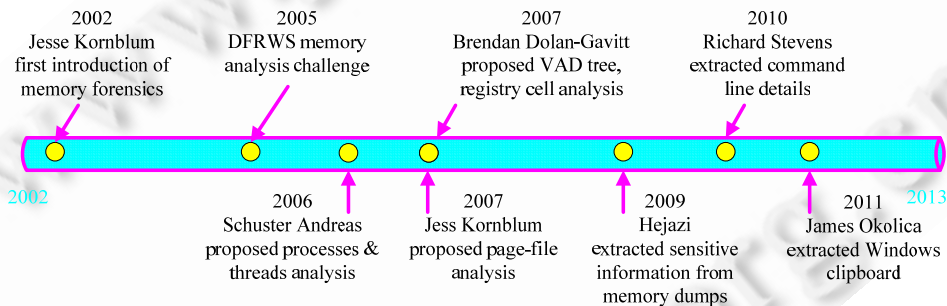 2002
Jesse Kornblum
first introduction of
memory forensics
2005
DFRWS memory
analysis challenge
2007
Brendan Dolan-Gavitt
proposed VAD tree,
registry cell analysis
2010
Richard Stevens
extracted command
line details
2002
2013
2006
Schuster Andreas
proposed processes &
threads analysis
2007
Jess Kornblum
proposed page-file
analysis
2009
Hejazi
extracted sensitive
information from
memory dumps
2011
James Okolica
extracted Windows
clipboard